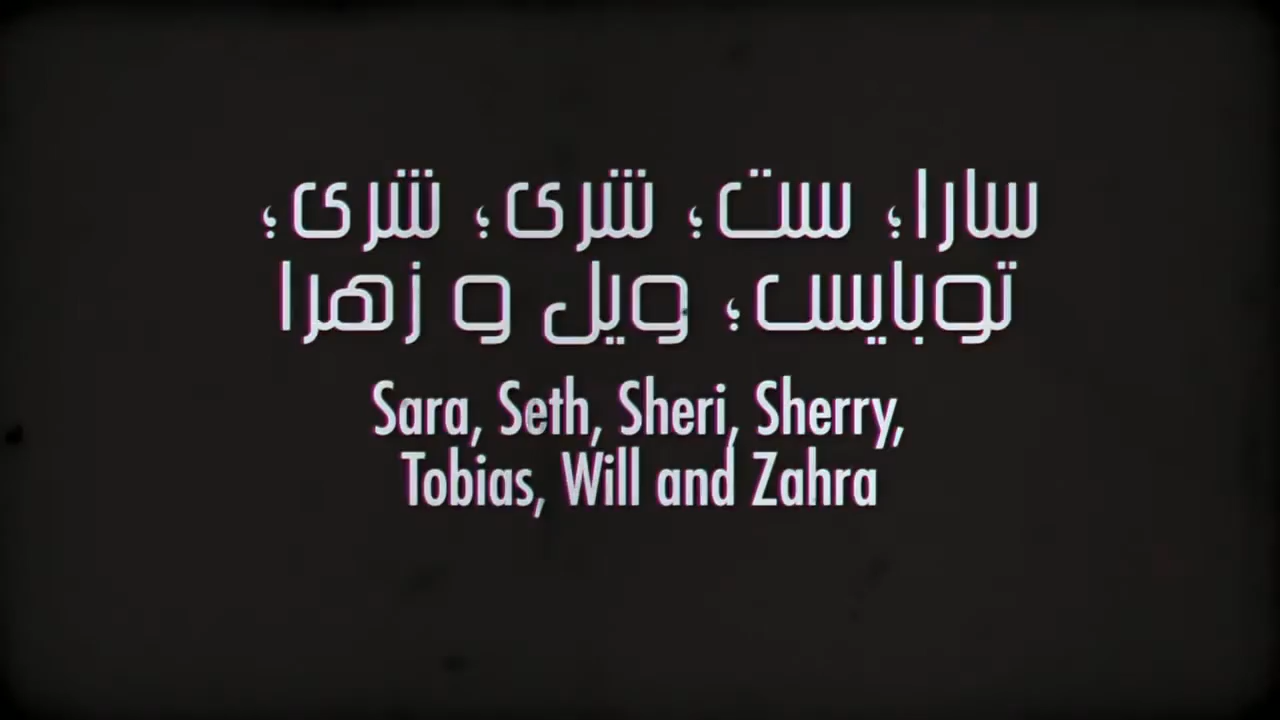 سارا؛ ست؛ شری؛ شری؛
توبایس؛ ویل و زهرا
Sara, Seth, Sheri, Sherry,
Tobias, Will and Zahra